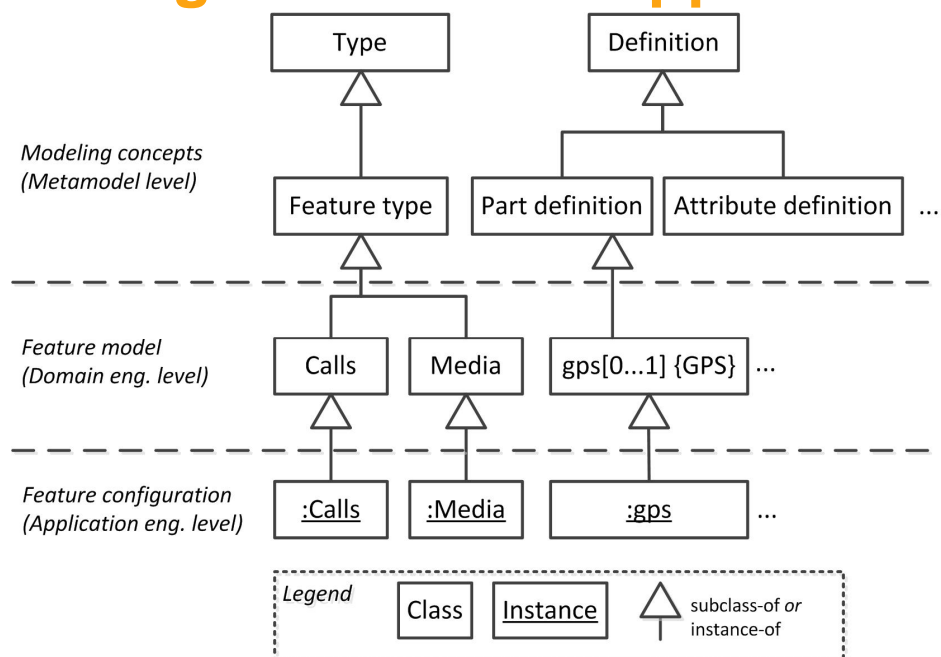 Type
Definition
Modeling concepts
(Metamodel level)
Feature type
Part definition
Attribute definition
...
Feature model
(Domain eng. level)
Calls
Media
gps[0...1] {GPS}
...
Feature configuration
(Application eng. level)
:Calls
:Media
:gps
...
Legend
Class
Instance
subclass-of or
instance-of